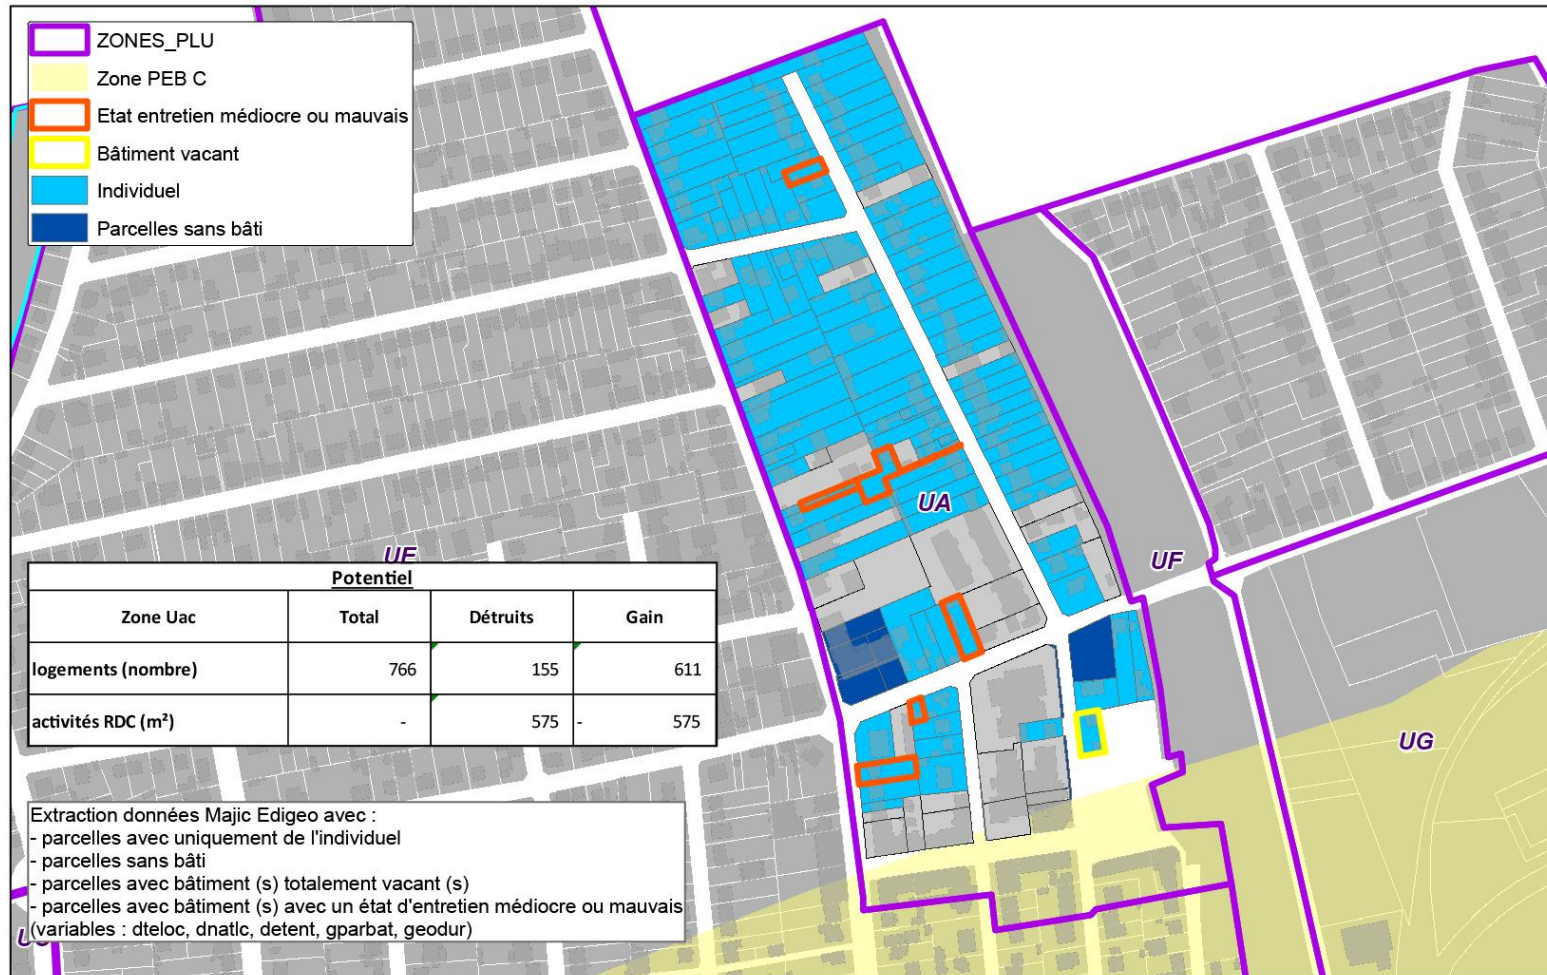 ZONES_PLU
Zone PEB C
Etat entretien médiocre ou mauvais
Bâtiment vacant
Individuel
Parcelles sans bâti
UA
UE
UF
UG
Potentiel
Zone Uac Total Détruits Gain
logements (nombre) 766 155 611
activités RDC (m²) - 575 - 575
Extraction données Majic Edigeo avec :
- parcelles avec uniquement de l'individuel
- parcelles sans bâti
- parcelles avec bâtiment (s) totalement vacant (s)
- parcelles avec bâtiment (s) avec un état d'entretien médiocre ou mauvais
(variables : dteloc, dnatlc, detent, gparbat, geodur)